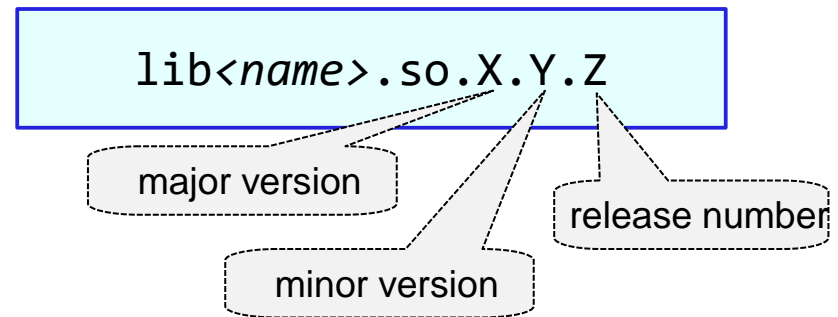 lib<name>.so.X.Y.Z
major version
release number
minor version